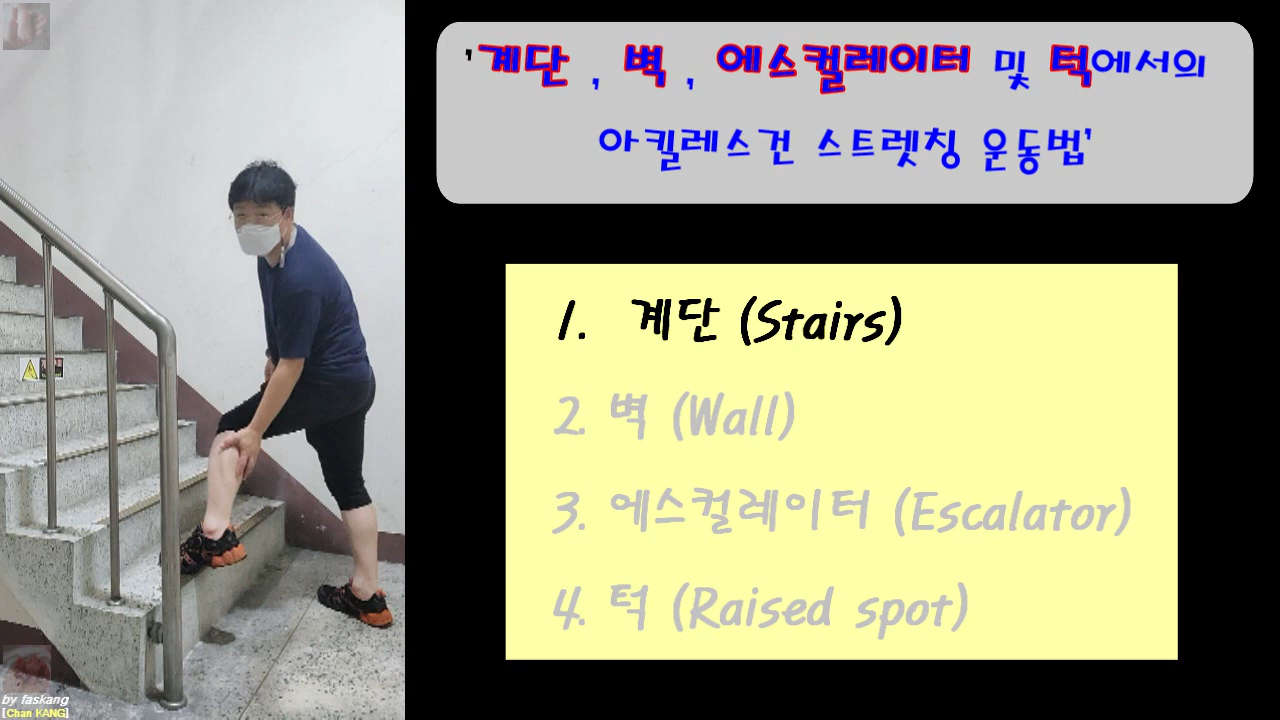 '계단 , 벽 , 에스컬레이터 및 턱에서의
아킬레스건 스트렛칭 운동법'
1. 계단 (Stairs)
2. 벽 (Wall)
3. 에스컬레이터 (Escalator)
4. 턱 (Raised spot)
by faskang
[Chan KANG]